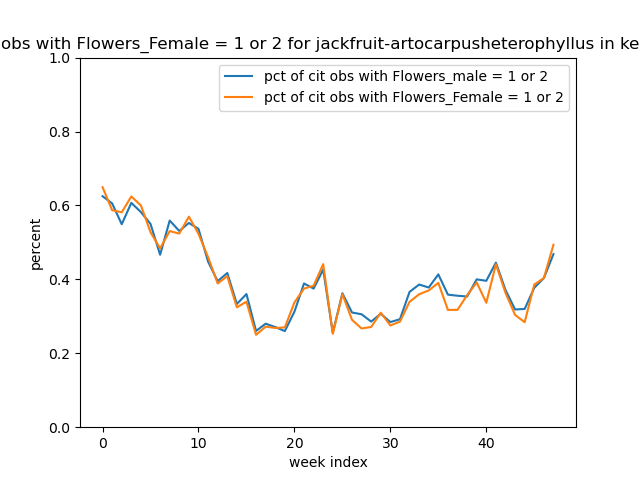 obs with Flowers_Female = 1 or 2 for jackfruit-artocarpusheterophyllus in ke
pct of cit obs with Flowers_male = 1 or 2
pct of cit obs with Flowers_Female = 1 or 2
percent
1.0
0.8
0.6
0.4
0.2
0.0
0 10 20 30 40
week index